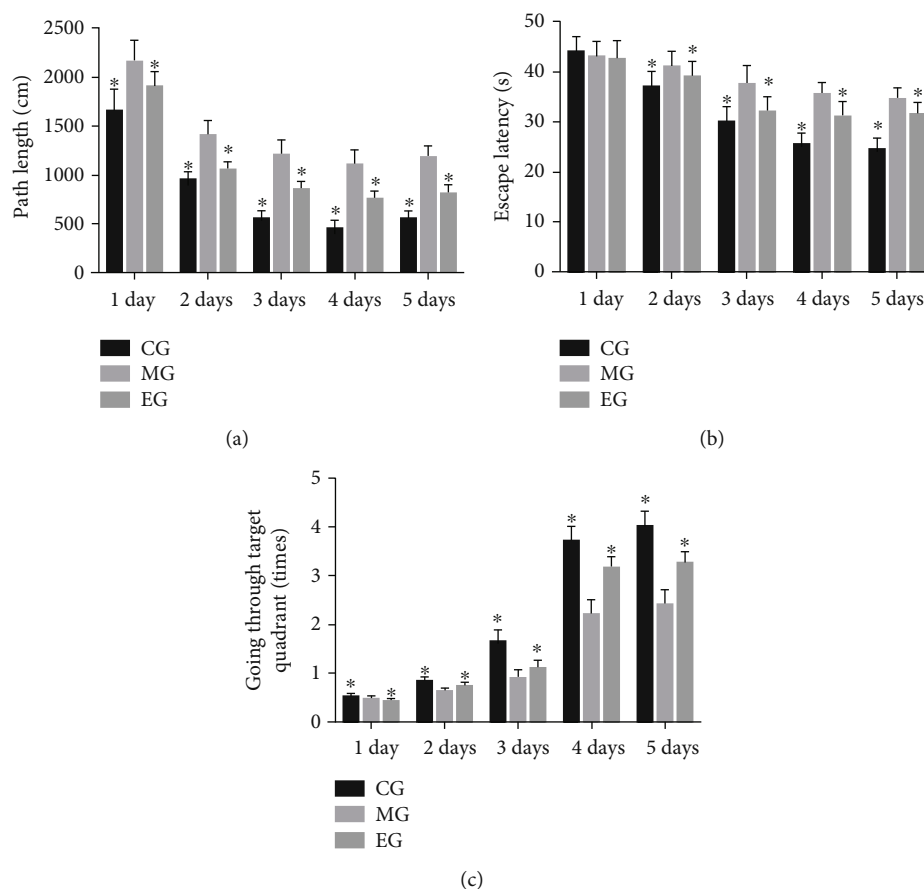 2500
2000
1500
1000
500
0
Path length (cm)
* * * * * * * * * *
1 day 2 days 3 days 4 days 5 days
CG
MG
EG
(a)
50
40
30
20
10
0
Escape latency (s)
* * * * * * * *
1 day 2 days 3 days 4 days 5 days
CG
MG
EG
(b)
5
4
3
2
1
0
Going through target
quadrant (times)
* * * * * * * * * *
1 day 2 days 3 days 4 days 5 days
CG
MG
EG
(c)